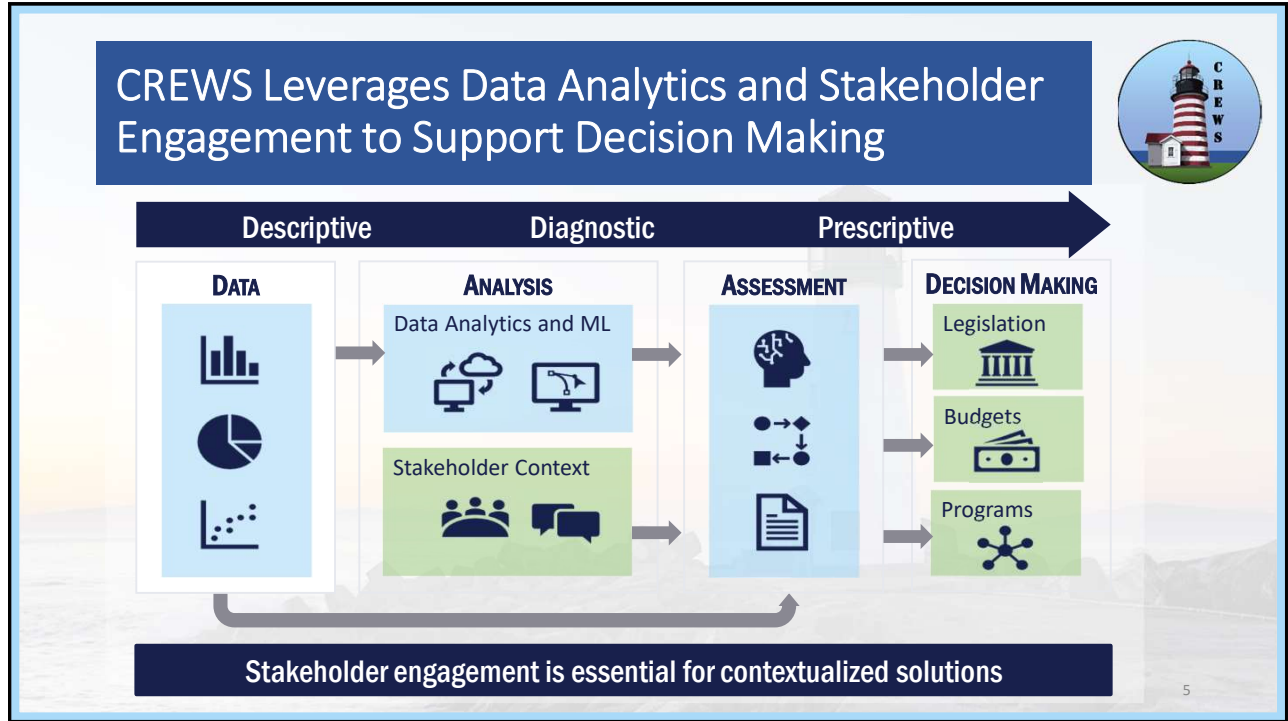 CREWS Leverages Data Analytics and Stakeholder
Engagement to Support Decision Making
C
R
E
W
S
Descriptive Diagnostic Prescriptive
DATA
ANALYSIS
Data Analytics and ML
Stakeholder Context
ASSESSMENT
DECISION MAKING
Legislation
Budgets
Programs
Stakeholder engagement is essential for contextualized solutions
5